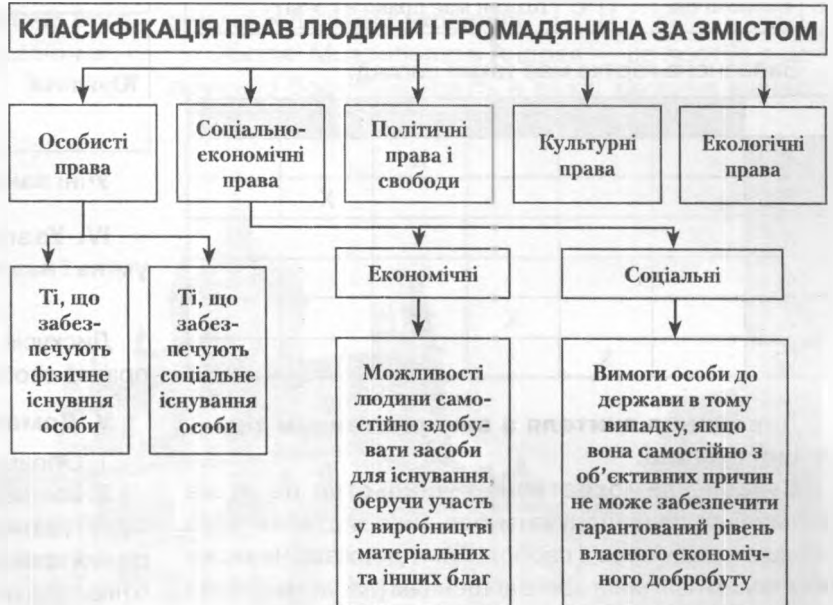 КЛАСИФІКАЦІЯ ПРАВ ЛЮДИНИ І ГРОМАДЯНИНА ЗА ЗМІСТОМ
Особисті
права
Соціально-
економічні
права
Політичні
права і
свободи
Культурні
права
Екологічні
права
Ті, що
забез-
печують
фізичне
існування
особи
Ті, що
забез-
печують
соціальне
існування
особи
Економічні
Можливості
людини само-
стійно здобу-
вати засоби
для існування,
беручи участь
у виробництві
матеріальних
та інших благ
Соціальні
Вимоги особи до
держави в тому
випадку, якщо
вона самостійно з
об’єктивних причин
не може забезпечити
гарантований рівень
власного економіч-
ного добробуту